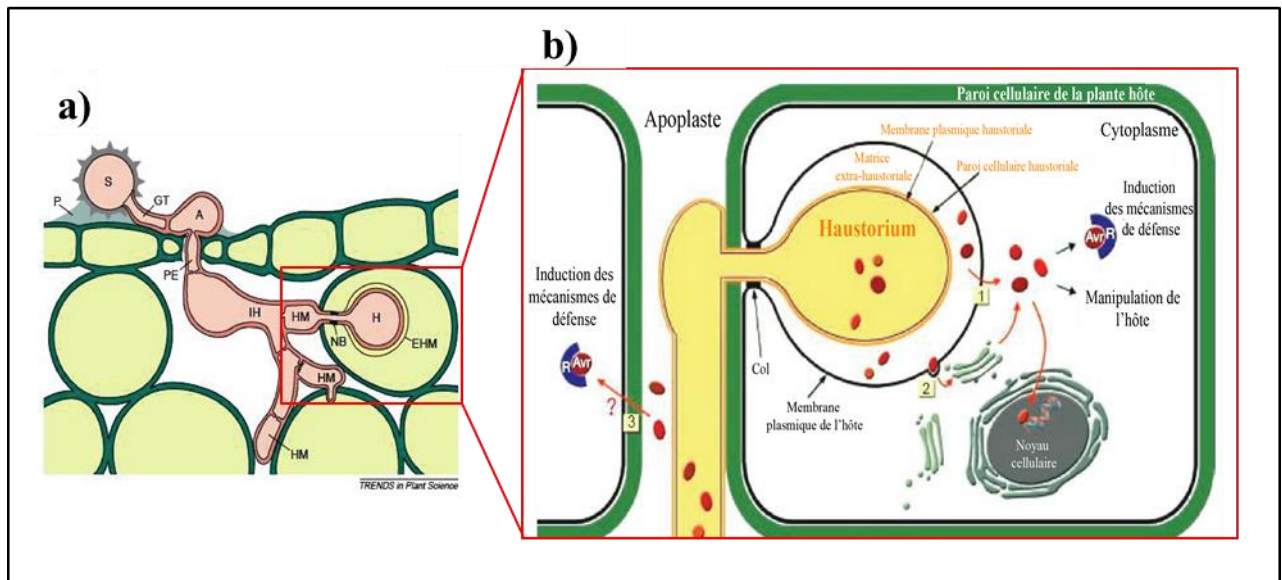 a)
S
P
GT
A
PE
IH
HM
NB
H
EHM
HM
HM
TRENDS in Plant Science
b)
Paroi cellulaire de la plante hôte
Apoplaste
Cytoplasme
Membrane plasmique haustoriale
Matrice
extra-haustoriale
Paroi cellulaire haustoriale
Haustorium
Induction
des mécanismes
de défense
Avr
R
1
Manipulation de
l'hôte
Induction des
mécanismes de
défense
R
Avr
?
3
Col
2
Membrane
plasmique de l'hôte
Noyau
cellulaire